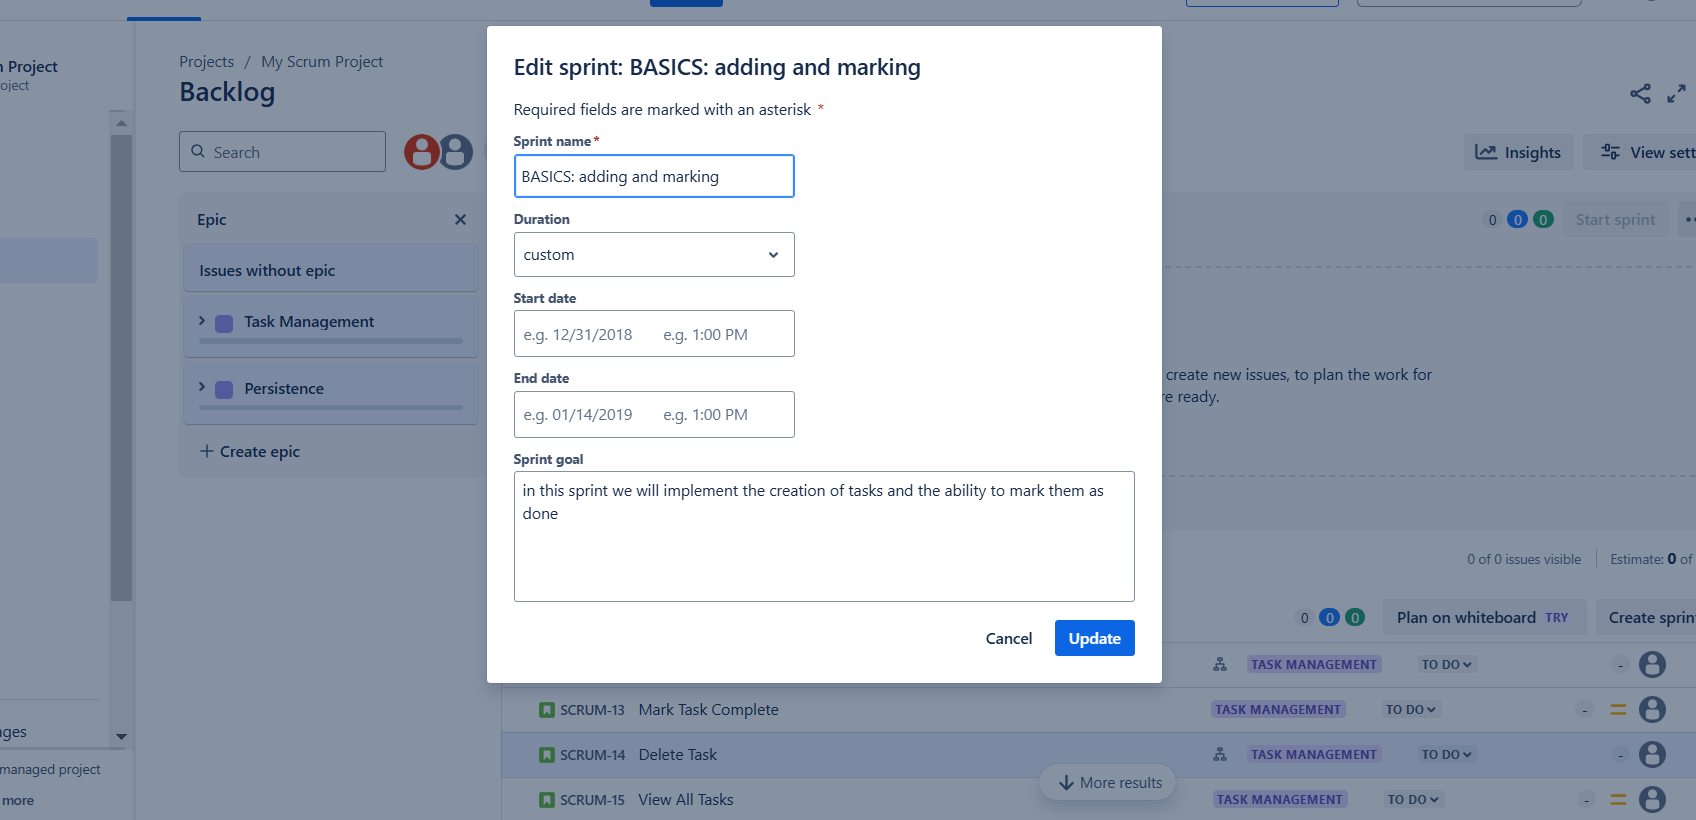 Project
oject
Projects / My Scrum Project
Backlog
Search
Insights
View sett
Epic
Issues without epic
Task Management
Persistence
+ Create epic
0 0 0 Start sprint
create new issues, to plan the work for
re ready.
Edit sprint: BASICS: adding and marking
Required fields are marked with an asterisk *
Sprint name*
BASICS: adding and marking
Duration
custom
Start date
e.g. 12/31/2018 e.g. 1:00 PM
End date
e.g. 01/14/2019 e.g. 1:00 PM
Sprint goal
in this sprint we will implement the creation of tasks and the ability to mark them as
done
Cancel Update
0 of 0 issues visible Estimate: 0 of
0 0 0 Plan on whiteboard TRY Create sprin
TASK MANAGEMENT TO DO -
SCRUM-13 Mark Task Complete TASK MANAGEMENT TO DO -
SCRUM-14 Delete Task TASK MANAGEMENT TO DO -
More results
SCRUM-15 View All Tasks TASK MANAGEMENT TO DO -
ages
managed project
more